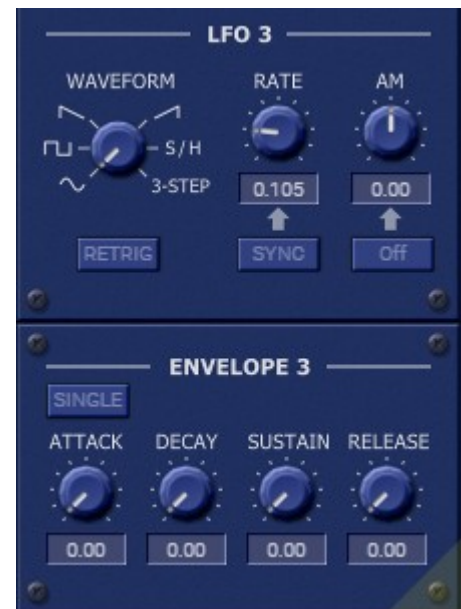 LFO 3
WAVEFORM RATE AM
S/H
3-STEP
0.105 0.00
RETRIG SYNC Off
ENVELOPE 3
SINGLE
ATTACK DECAY SUSTAIN RELEASE
0.00 0.00 0.00 0.00